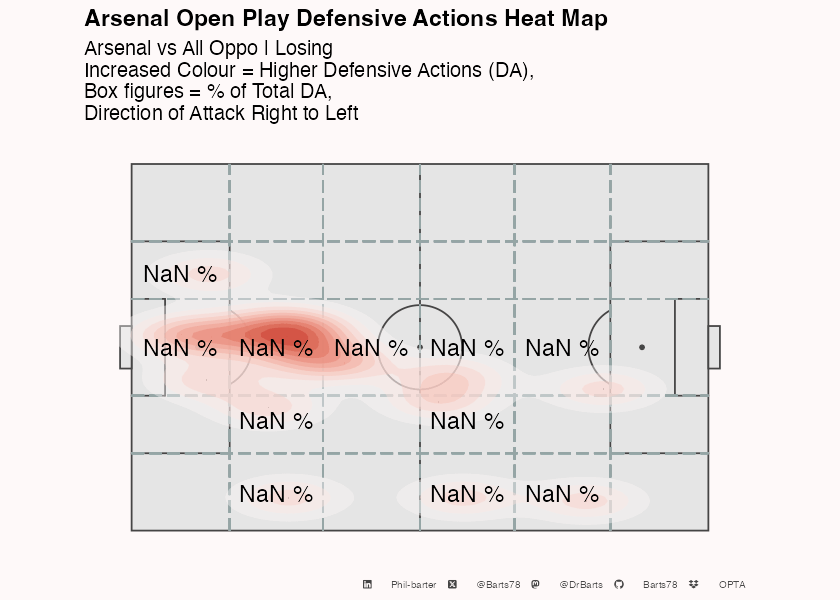 Arsenal Open Play Defensive Actions Heat Map
Arsenal vs All Oppo | Losing
Increased Colour = Higher Defensive Actions (DA),
Box figures = % of Total DA,
Direction of Attack Right to Left
NaN %
NaN % NaN % NaN % NaN % NaN %
NaN % NaN %
NaN % NaN % NaN %
Phil-barter @Barts78 @DrBarts Barts78 OPTA